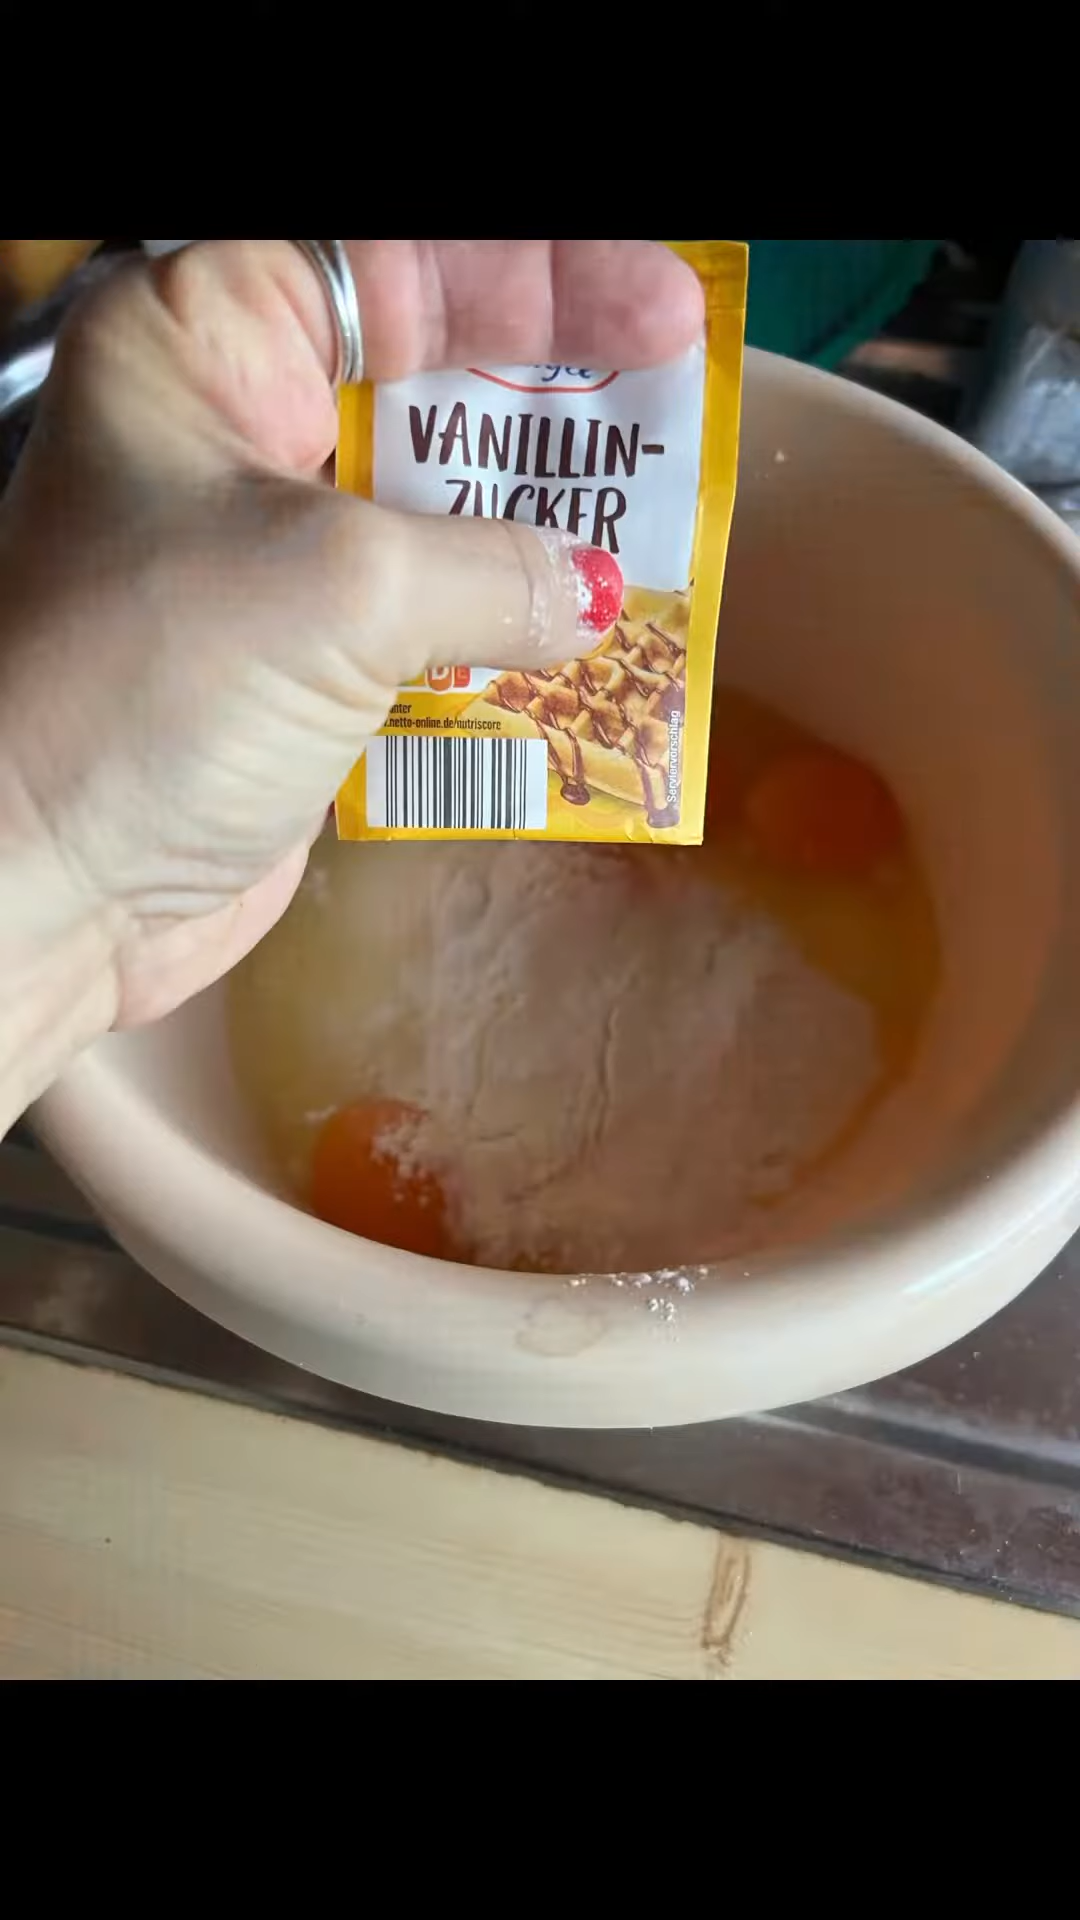 VANILLIN-
ZUCKER
D E
.netto-online.de/nutriscore
Serviervorschlag